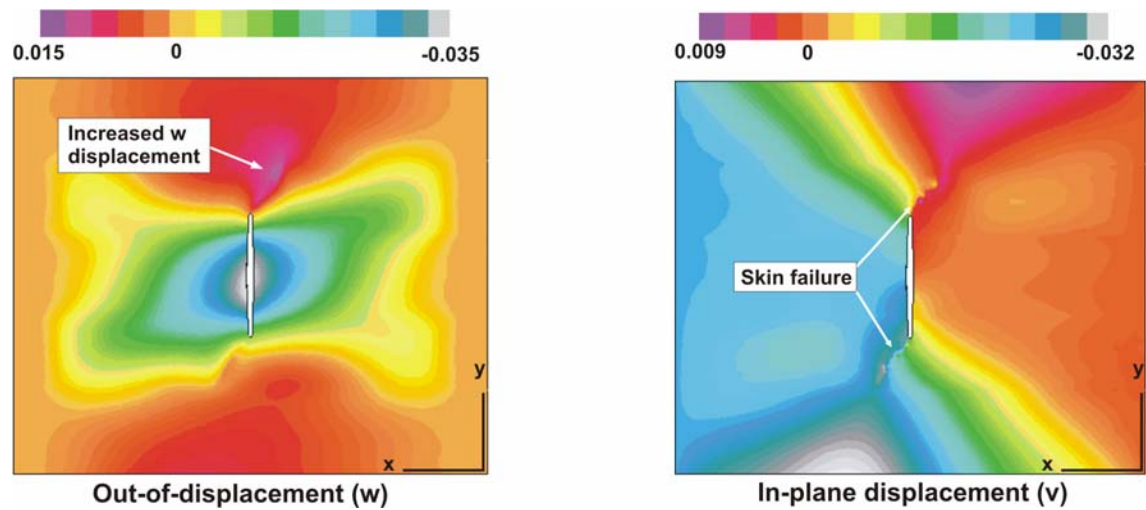 0.015 0 -0.035
Increased w
displacement
y
x
Out-of-displacement (w)
0.009 0 -0.032
Skin failure
y
x
In-plane displacement (v)